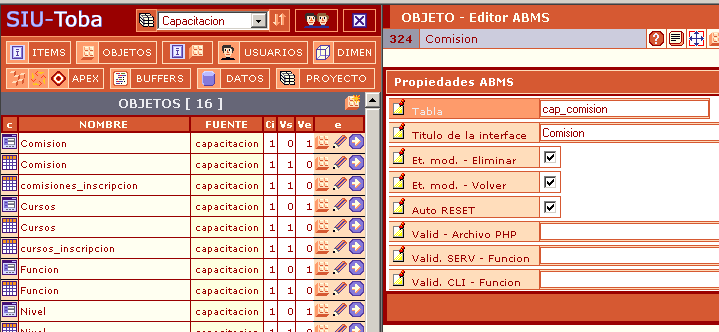 SIU-Toba
Capacitacion
ITEMS
OBJETOS
USUARIOS
DIMEN
APEX
BUFFERS
DATOS
PROYECTO
OBJETOS [ 16 ]
c NOMBRE FUENTE Ci Vs Ve e
Comision capacitacion 1 0 1
Comision capacitacion 1 1 0
comisiones_inscripcion capacitacion 1 1 0
Cursos capacitacion 1 0 1
Cursos capacitacion 1 1 0
cursos_inscripcion capacitacion 1 1 0
Funcion capacitacion 1 0 1
Funcion capacitacion 1 1 0
Nivel capacitacion 1 0 1
Nivel capacitacion 1 1 0
OBJETO - Editor ABMS
324 Comision
Propiedades ABMS
Tabla cap_comision
Titulo de la interface Comision
Et. mod. - Eliminar
Et. mod. - Volver
Auto RESET
Valid - Archivo PHP
Valid. SERV - Funcion
Valid. CLI - Funcion